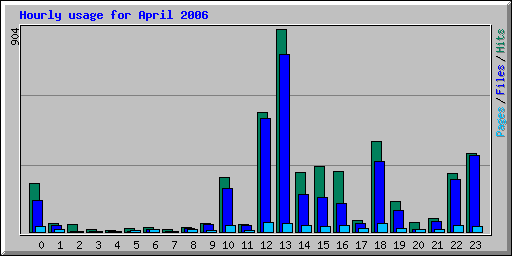 Hourly usage for April 2006
904
Pages/Files/Hits
0 1 2 3 4 5 6 7 8 9 10 11 12 13 14 15 16 17 18 19 20 21 22 23